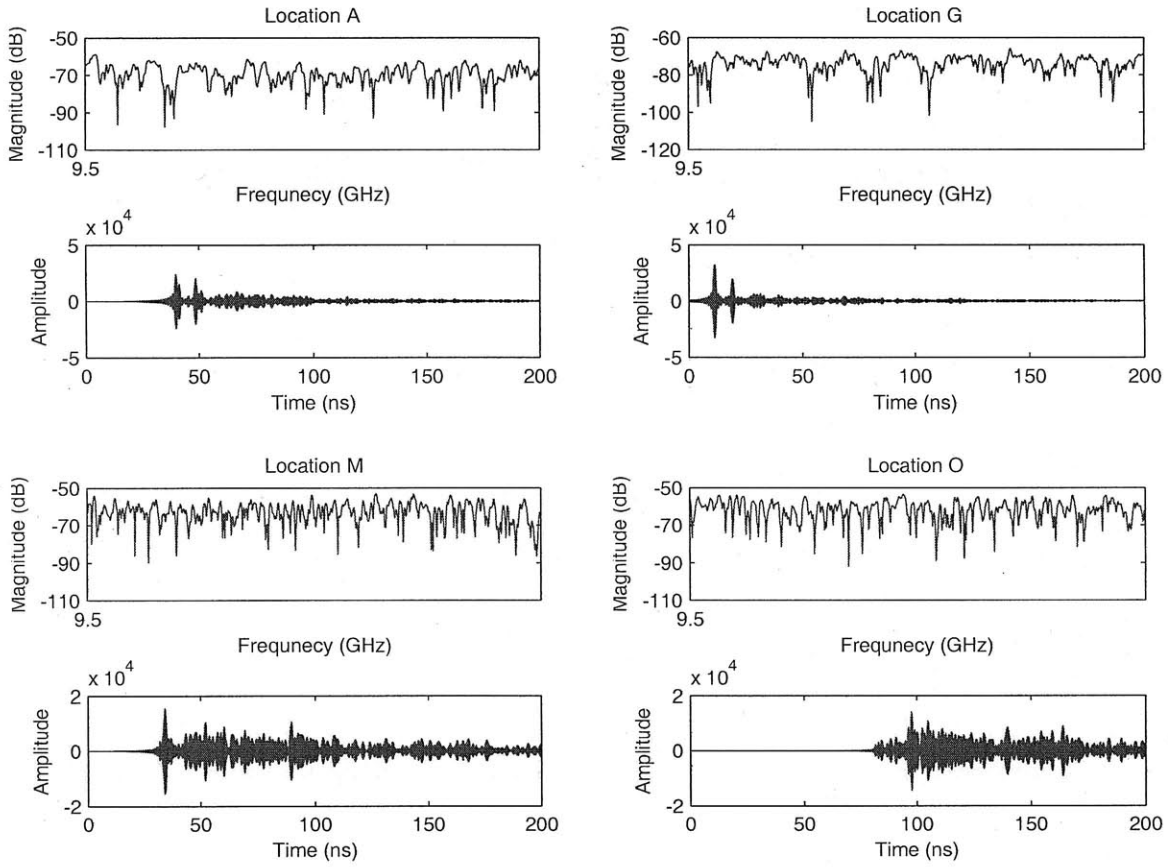 Location A
Magnitude (dB)
-50
-70
-90
-110
9.5
Frequnecy (GHz)
x 10^4
Amplitude
5
0
-5
0 50 100 150 200
Time (ns)
Location G
Magnitude (dB)
-60
-80
-100
-120
9.5
Frequnecy (GHz)
x 10^4
Amplitude
5
0
-5
0 50 100 150 200
Time (ns)
Location M
Magnitude (dB)
-50
-70
-90
-110
9.5
Frequnecy (GHz)
x 10^4
Amplitude
2
0
-2
0 50 100 150 200
Time (ns)
Location O
Magnitude (dB)
-50
-70
-90
-110
9.5
Frequnecy (GHz)
x 10^4
Amplitude
2
0
-2
0 50 100 150 200
Time (ns)